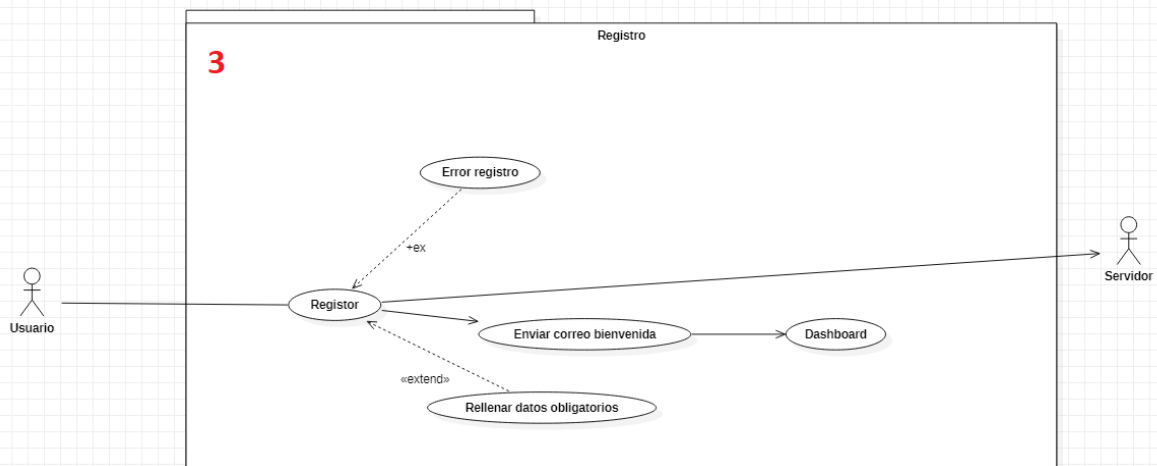 Registro
3
Error registro
+ex
Servidor
Registor
Usuario
Enviar correo bienvenida
Dashboard
«extend»
Rellenar datos obligatorios